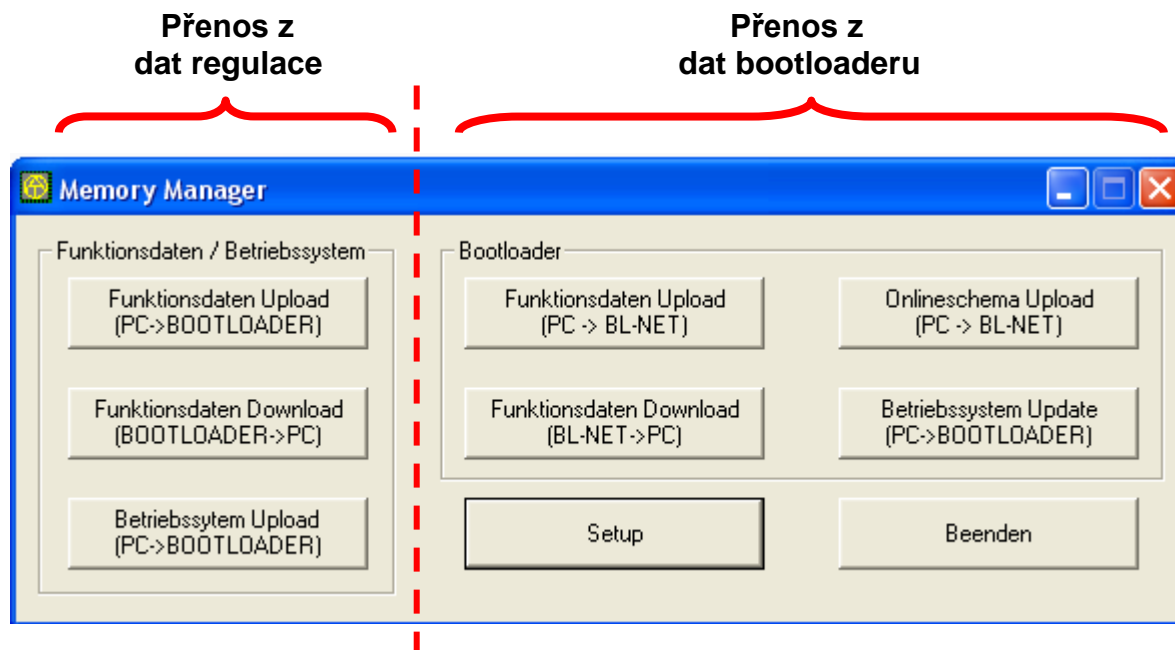 Přenos z
dat regulace
Přenos z
dat bootloaderu
Memory Manager
Funktionsdaten / Betriebssystem
Funktionsdaten Upload
(PC->BOOTLOADER)
Funktionsdaten Download
(BOOTLOADER->PC)
Betriebssytem Upload
(PC->BOOTLOADER)
Bootloader
Funktionsdaten Upload
(PC -> BL-NET)
Onlineschema Upload
(PC -> BL-NET)
Funktionsdaten Download
(BL-NET->PC)
Betriebssystem Update
(PC->BOOTLOADER)
Setup
Beenden